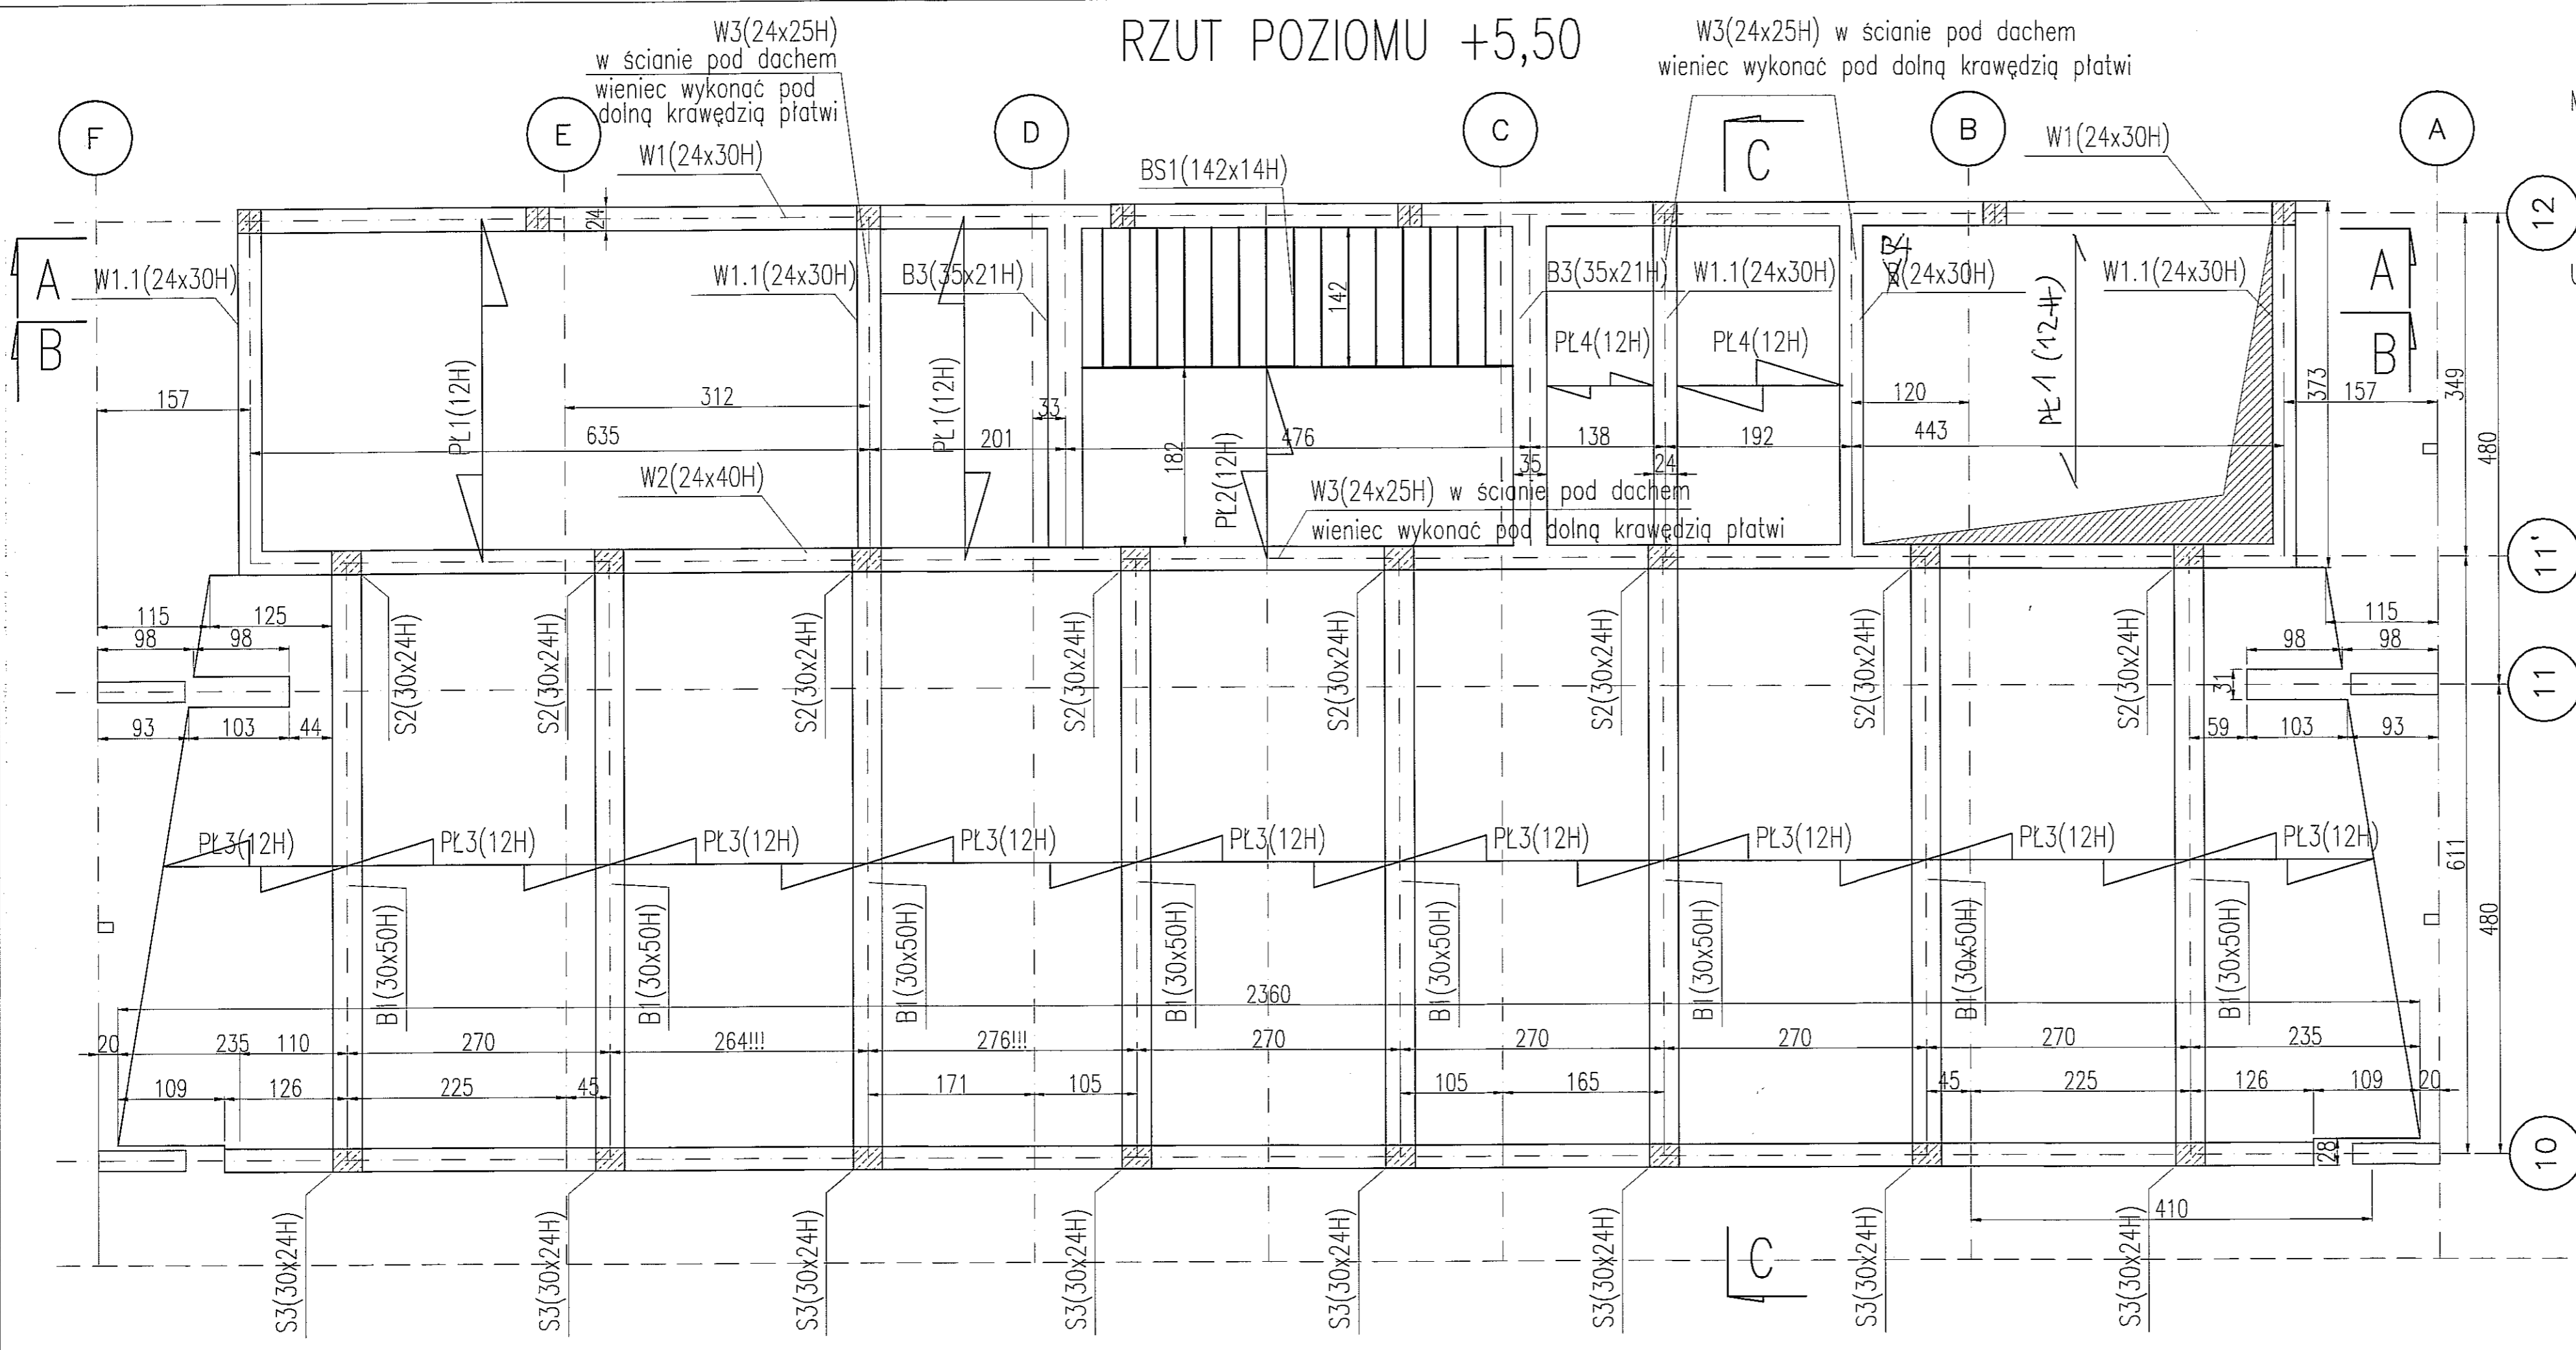 RZUT POZIOMU +5,50
W3(24x25H)
w ścianie pod dachem
wieniec wykonać pod
dolną krawędzią płatwi
W3(24x25H) w ścianie pod dachem
wieniec wykonać pod dolną krawędzią płatwi
F
E
D
C
B
A
W1(24x30H)
BS1(142x14H)
C
W1(24x30H)
12
24
A
B
W1.1(24x30H)
W1.1(24x30H)
B3(35x21H)
142
B3(35x21H)
W1.1(24x30H)
B4
(24x30H)
PŁ1 (12H)
W1.1(24x30H)
A
B
PŁ4(12H)
PŁ4(12H)
157
312
33
120
373
157
349
480
PŁ1(12H)
PŁ1(12H)
635
201
476
138
192
443
182
35
24
PŁ2(12H)
W2(24x40H)
W3(24x25H) w ścianie pod dachem
wieniec wykonać pod dolną krawędzią płatwi
11'
115
125
98
98
S2(30x24H)
S2(30x24H)
S2(30x24H)
S2(30x24H)
S2(30x24H)
S2(30x24H)
S2(30x24H)
S2(30x24H)
115
98
98
31
11
93
103
44
59
103
93
PŁ3(12H)
PŁ3(12H)
PŁ3(12H)
PŁ3(12H)
PŁ3(12H)
PŁ3(12H)
PŁ3(12H)
PŁ3(12H)
PŁ3(12H)
611
480
B1(30x50H)
B1(30x50H)
B1(30x50H)
B1(30x50H)
B1(30x50H)
B1(30x50H)
B1(30x50H)
B1(30x50H)
2360
20
235
110
270
264!!!
276!!!
270
270
270
270
235
109
126
225
45
171
105
105
165
45
225
126
109
20
28
10
410
S3(30x24H)
S3(30x24H)
S3(30x24H)
S3(30x24H)
S3(30x24H)
S3(30x24H)
S3(30x24H)
S3(30x24H)
C